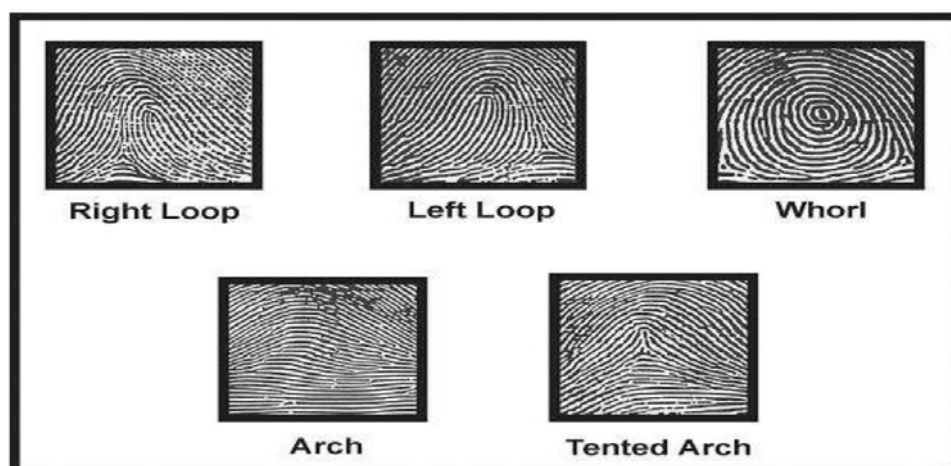 Right Loop
Left Loop
Whorl
Arch
Tented Arch